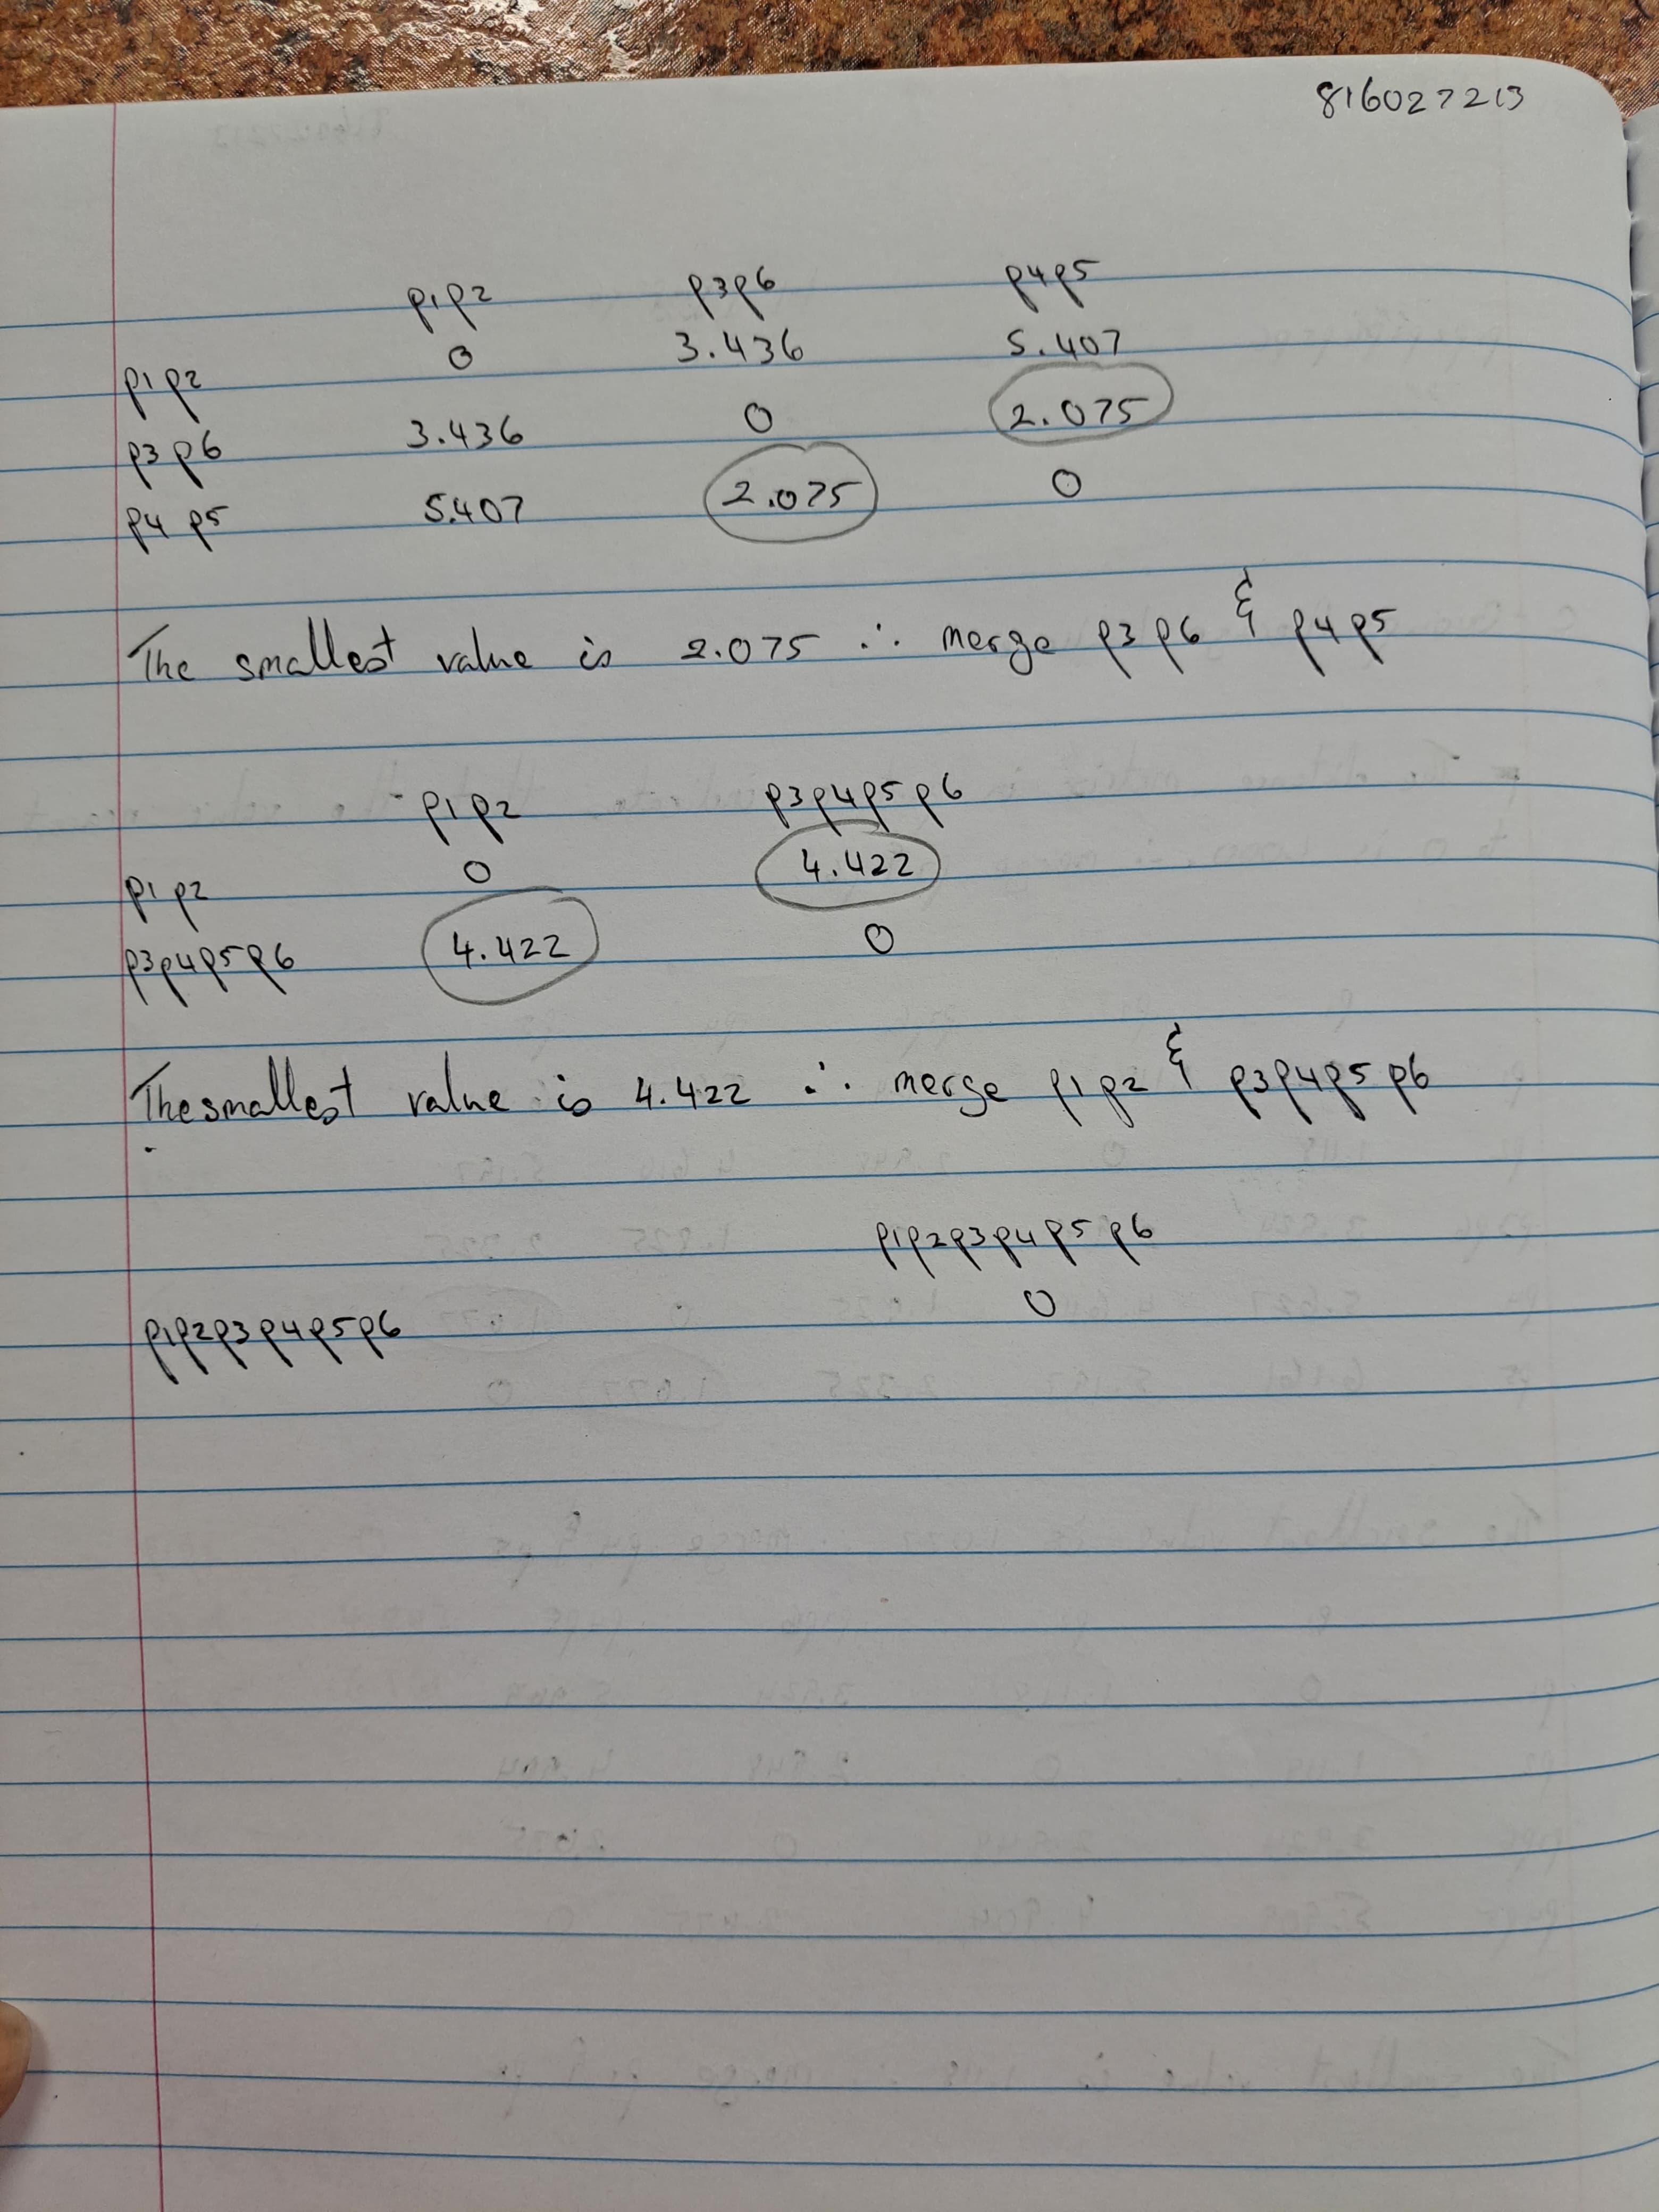 816027213
p1p2 p3p6 p4p5
p1p2 0 3.436 5.407
p3p6 3.436 0 2.075
p4p5 5.407 2.075 0
The smallest value is 2.075 ∴ merge p3p6 & p4p5
p1p2 p3p4p5p6
p1p2 0 4.422
p3p4p5p6 4.422 0
The smallest value is 4.422 ∴ merge p1p2 & p3p4p5p6
p1p2p3p4p5p6
p1p2p3p4p5p6 0